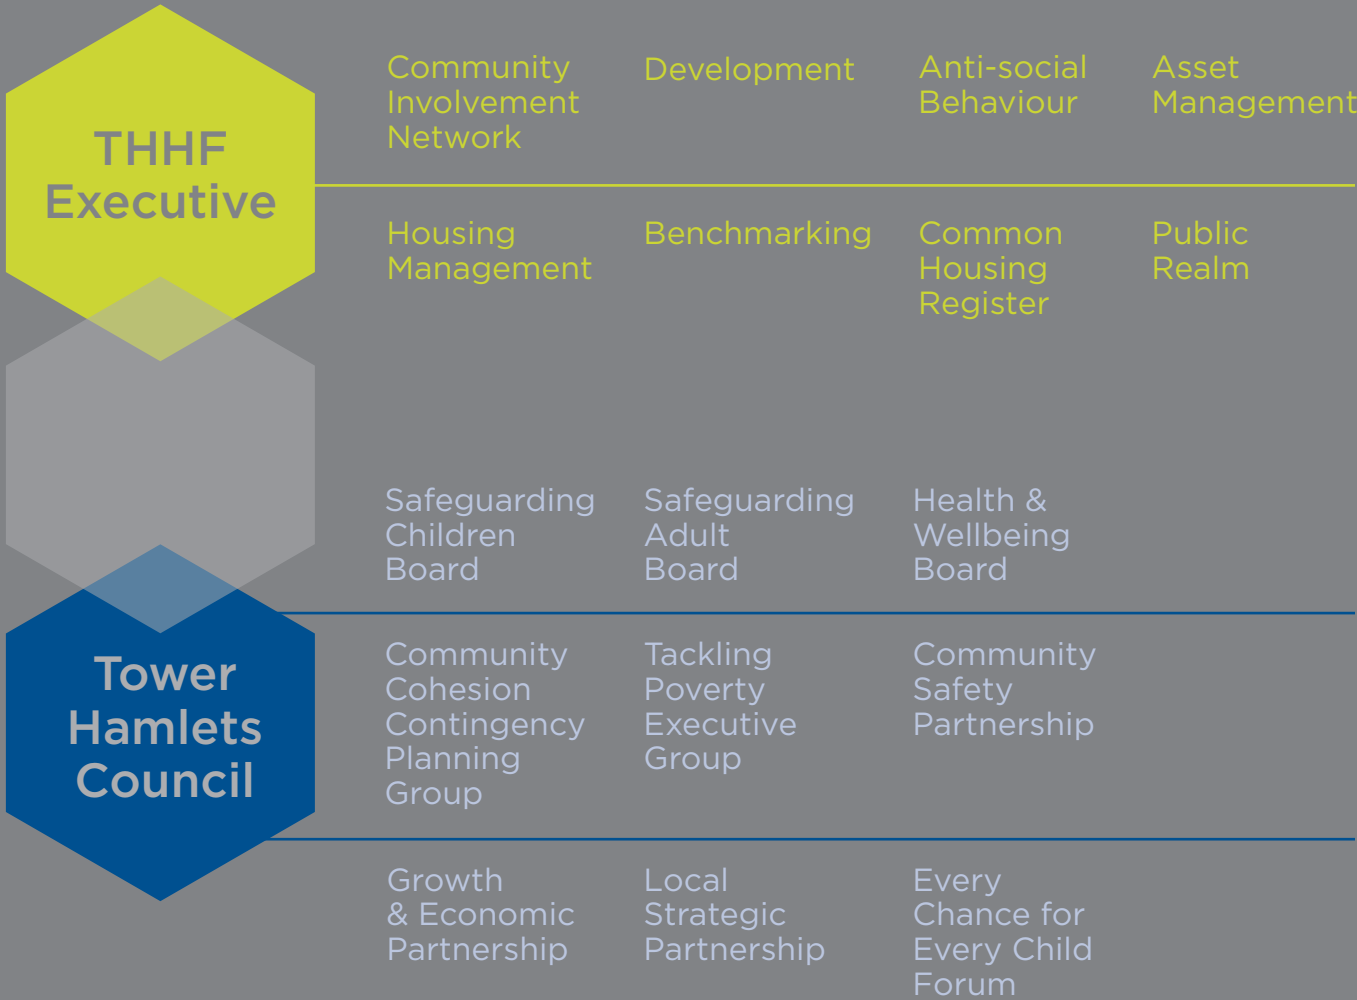 THHF
Executive
Community
Involvement
Network
Development
Anti-social
Behaviour
Asset
Management
Housing
Management
Benchmarking
Common
Housing
Register
Public
Realm
Tower
Hamlets
Council
Safeguarding
Children
Board
Safeguarding
Adult
Board
Health &
Wellbeing
Board
Community
Cohesion
Contingency
Planning
Group
Tackling
Poverty
Executive
Group
Community
Safety
Partnership
Growth
& Economic
Partnership
Local
Strategic
Partnership
Every
Chance for
Every Child
Forum